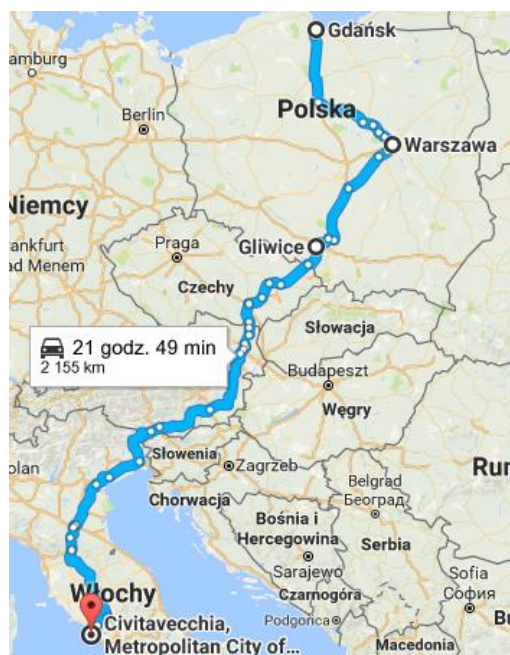 Gdańsk
amburg
Berlin
Polska
Warszawa
Niemcy
ankfurt
ad Menem
Praga
Gliwice
Czechy
Słowacja
21 godz. 49 min
2 155 km
Budapeszt
Węgry
Słowenia
Zagrzeb
olan
Chorwacja
Rur
Belgrad
Београд
Bośnia i
Hercegowina
Serbia
Sarajewo
Czarnogóra
Sofia
София
Włochy
Podgorica
Bu
Civitavecchia,
Metropolitan City of...
Macedonia